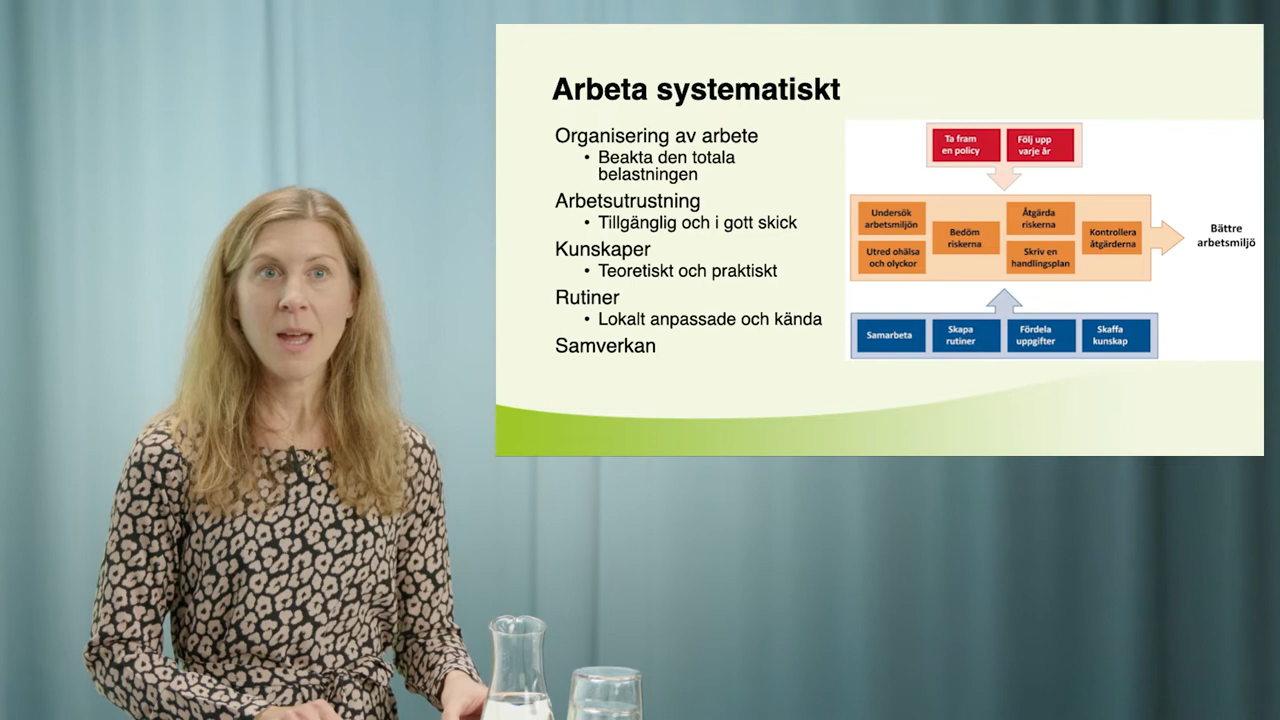 Arbeta systematiskt
Organisering av arbete
• Beakta den totala
belastningen
Arbetsutrustning
• Tillgänglig och i gott skick
Kunskaper
• Teoretiskt och praktiskt
Rutiner
• Lokalt anpassade och kända
Samverkan
Ta fram
en policy
Följ upp
varje år
Undersök
arbetsmiljön
Utred ohälsa
och olyckor
Bedöm
riskerna
Åtgärda
riskerna
Skriv en
handlingsplan
Kontrollera
åtgärderna
Bättre
arbetsmiljö
Samarbeta
Skapa
rutiner
Fördela
uppgifter
Skaffa
kunskap